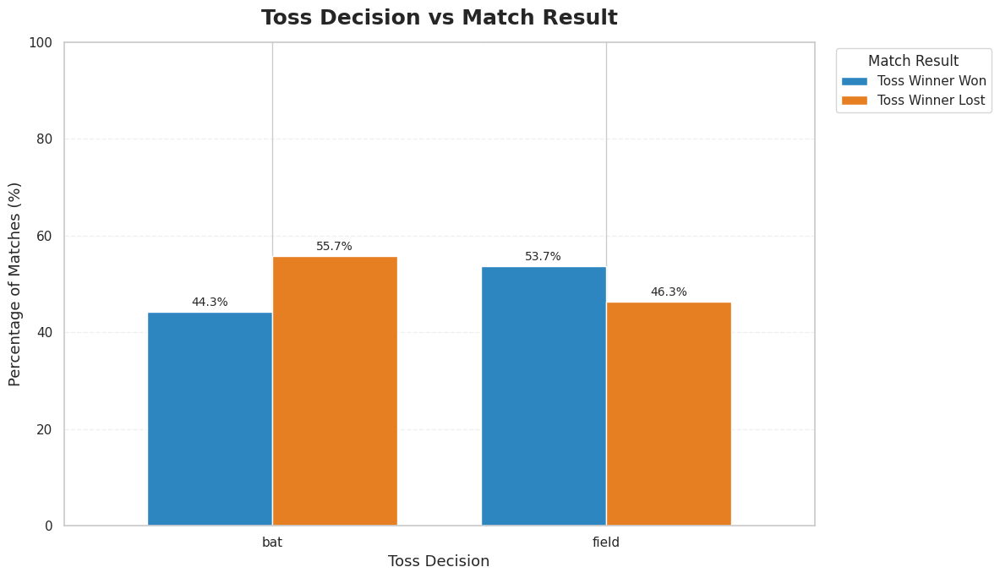 Toss Decision vs Match Result
Match Result
Toss Winner Won
Toss Winner Lost
Percentage of Matches (%)
100
80
60
40
20
0
44.3%
55.7%
53.7%
46.3%
bat
field
Toss Decision